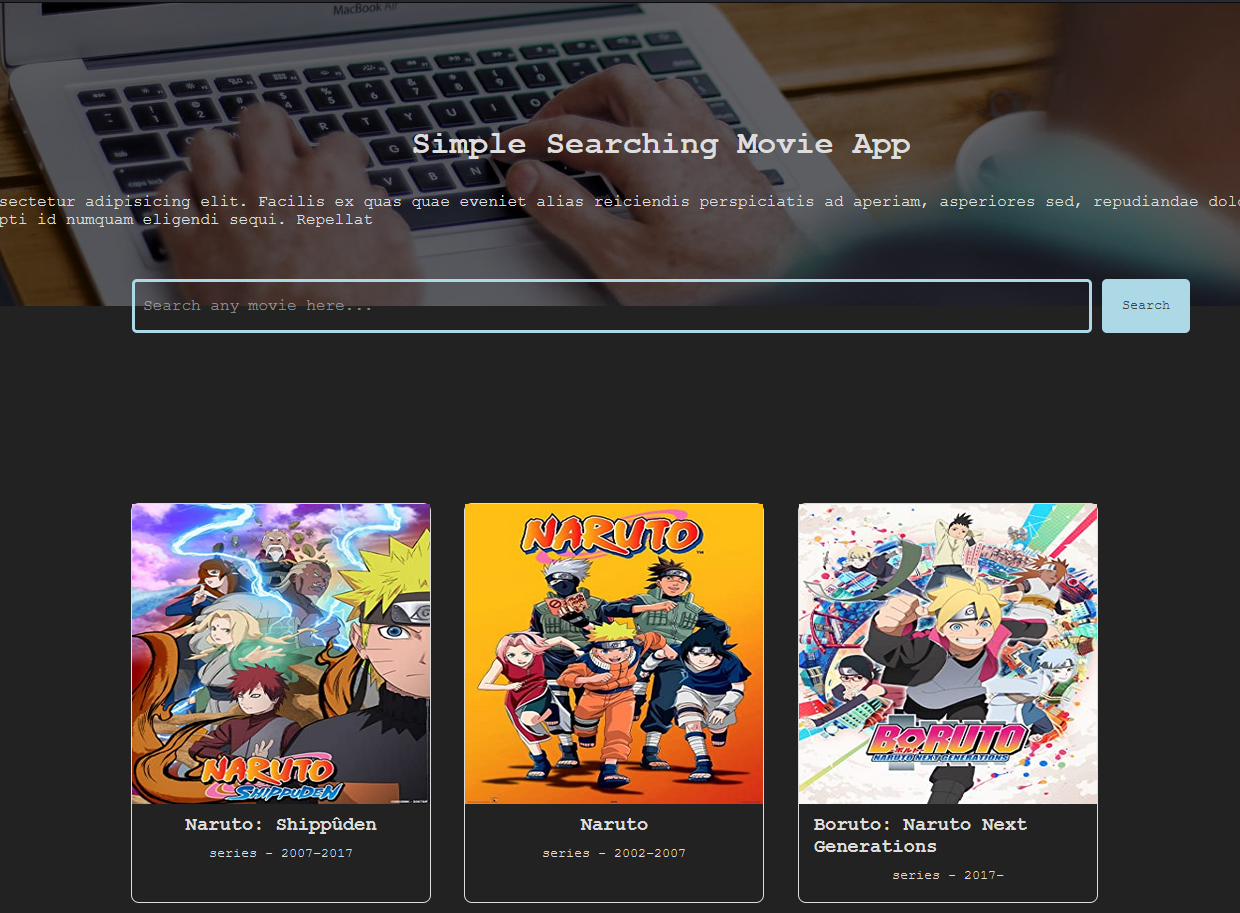 MacBook Air
Simple Searching Movie App
sectetur adipisicing elit. Facilis ex quas quae eveniet alias reiciendis perspiciatis ad aperiam, asperiores sed, repudiandae dolo
pti id numquam eligendi sequi. Repellat
Search any movie here...
Search
NARUTO
SHIPPUDEN
NARUTO
BORUTO
NARUTO NEXT GENERATIONS
Naruto: Shippûden
series - 2007–2017
Naruto
series - 2002–2007
Boruto: Naruto Next
Generations
series - 2017–